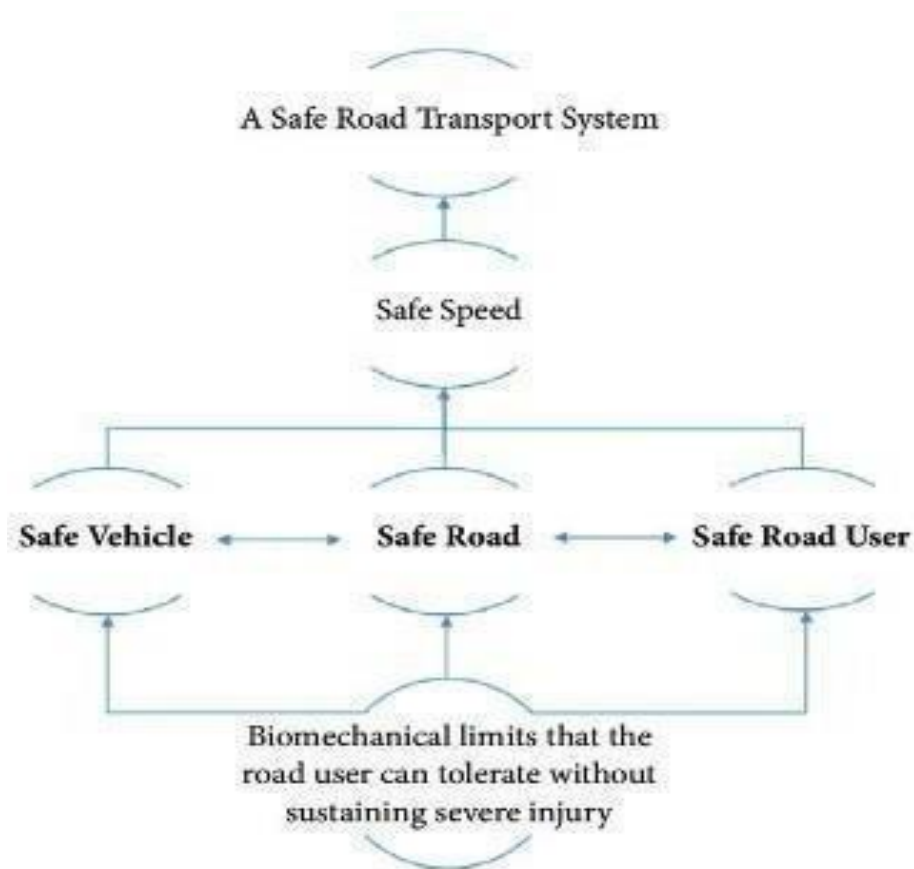 A Safe Road Transport System
Safe Speed
Safe Vehicle
Safe Road
Safe Road User
Biomechanical limits that the
road user can tolerate without
sustaining severe injury